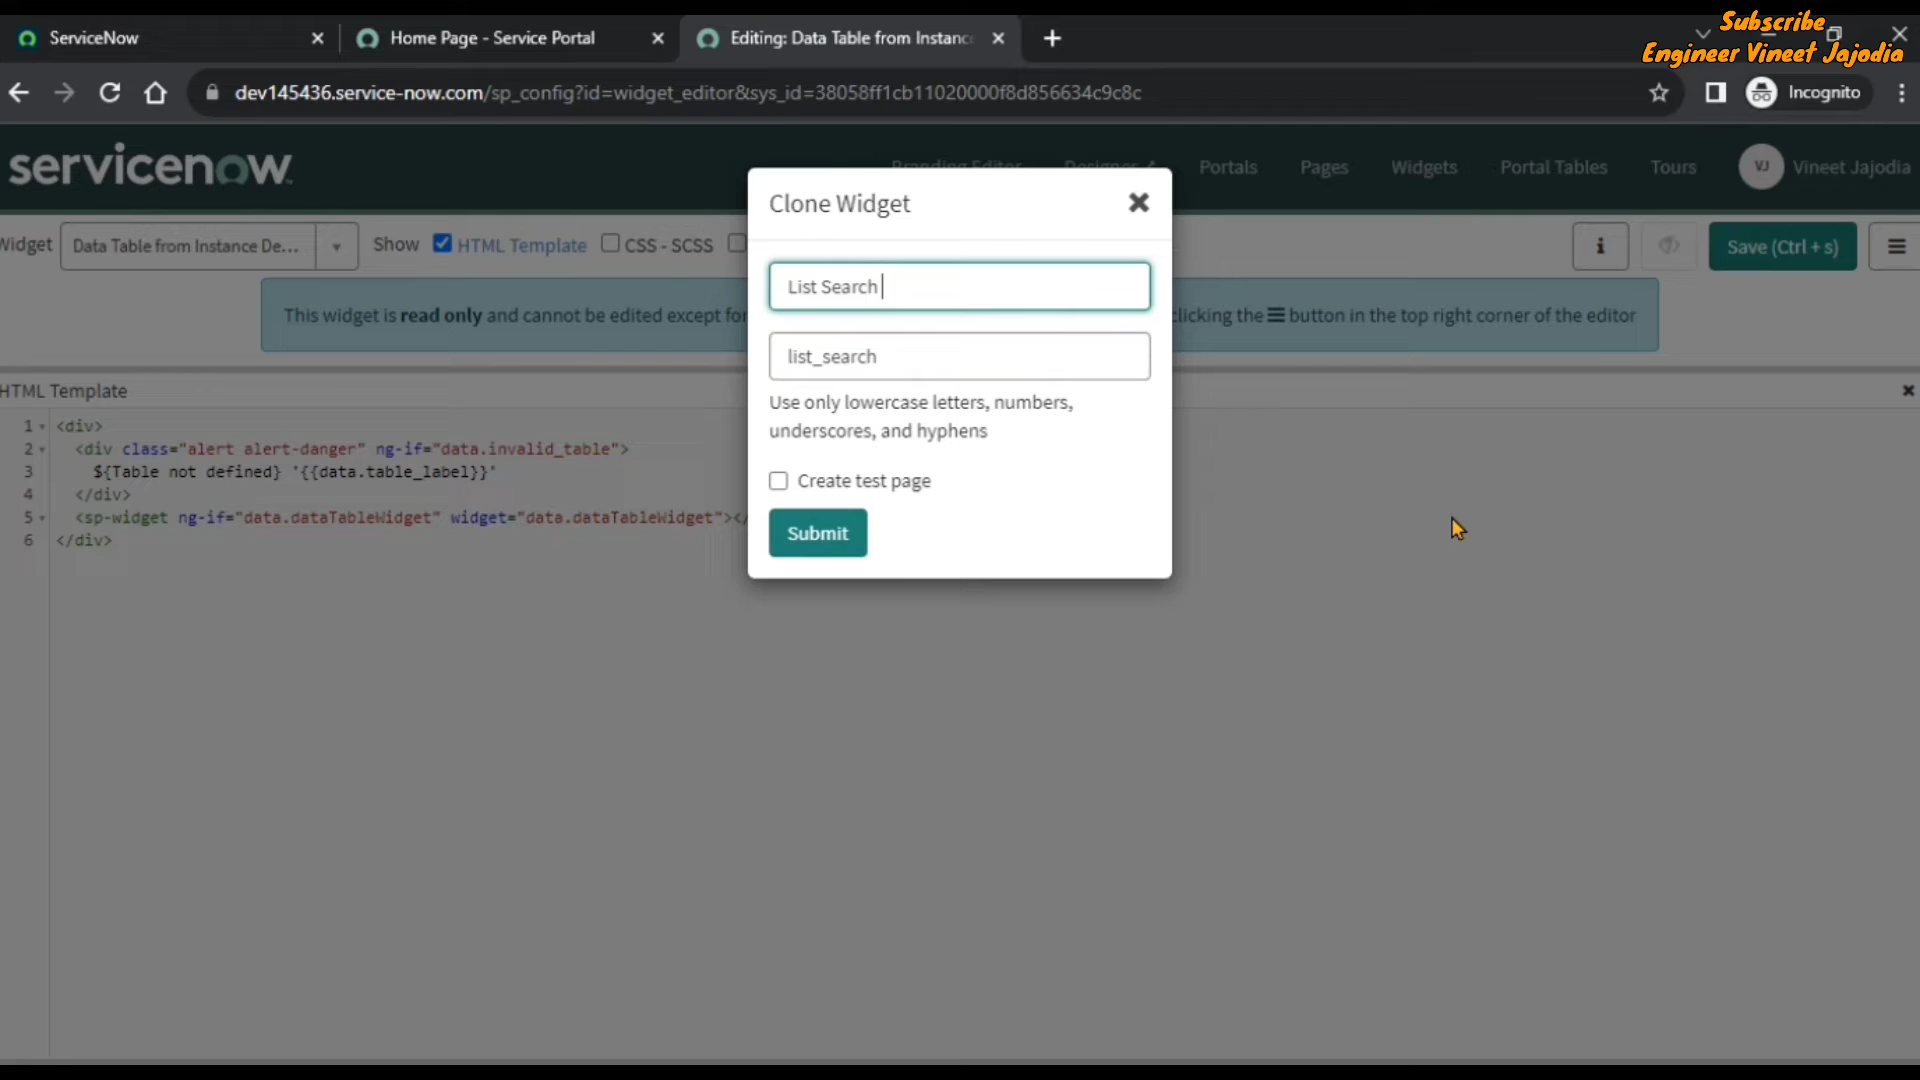 Subscribe
Engineer Vineet Jajodia
ServiceNow
Home Page - Service Portal
Editing: Data Table from Instanc
dev145436.service-now.com/sp_config?id=widget_editor&sys_id=38058ff1cb11020000f8d856634c9c8c
Incognito
servicenow
Branding Editor
Designer
Portals
Pages
Widgets
Portal Tables
Tours
VJ
Vineet Jajodia
Widget
Data Table from Instance De...
Show
HTML Template
CSS - SCSS
Save (Ctrl + s)
This widget is read only and cannot be edited except for
clicking the ☰ button in the top right corner of the editor
Clone Widget
List Search
list_search
Use only lowercase letters, numbers,
underscores, and hyphens
Create test page
Submit
HTML Template
1 <div>
2 <div class="alert alert-danger" ng-if="data.invalid_table">
3 ${Table not defined} '{{data.table_label}}'
4 </div>
5 <sp-widget ng-if="data.dataTableWidget" widget="data.dataTableWidget"></
6 </div>